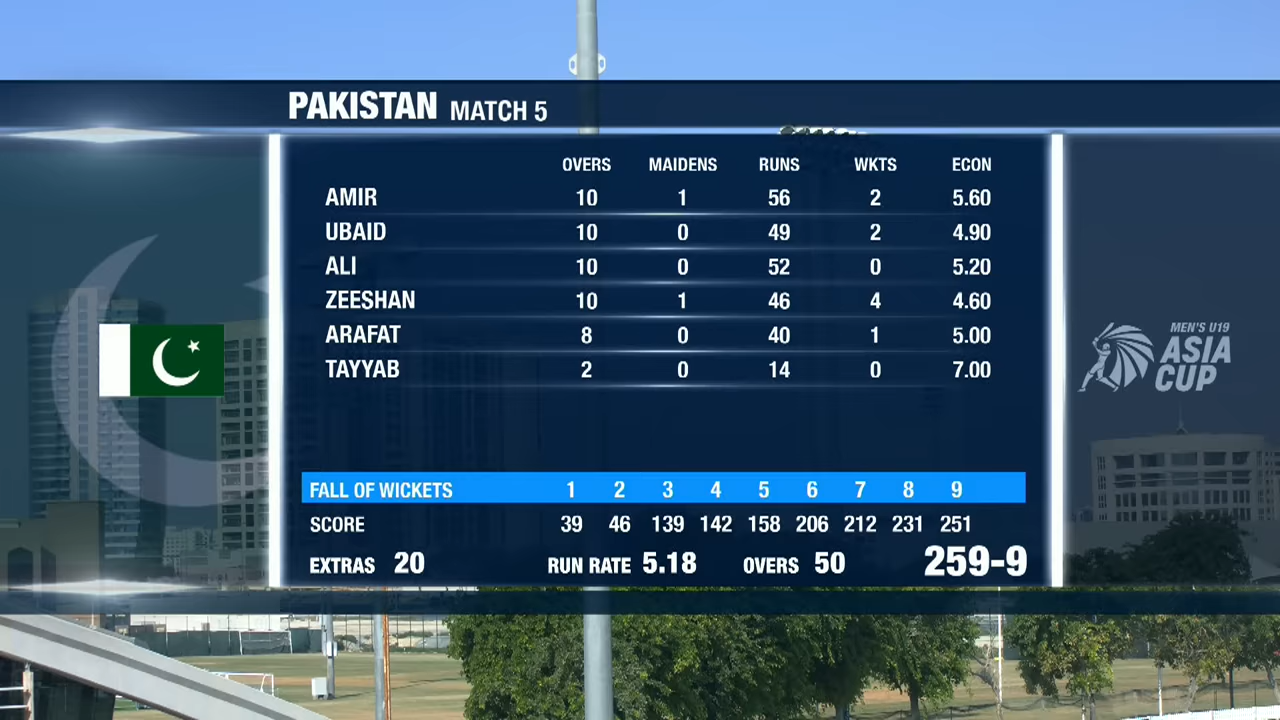 PAKISTAN MATCH 5
OVERS MAIDENS RUNS WKTS ECON
AMIR 10 1 56 2 5.60
UBAID 10 0 49 2 4.90
ALI 10 0 52 0 5.20
ZEESHAN 10 1 46 4 4.60
ARAFAT 8 0 40 1 5.00
TAYYAB 2 0 14 0 7.00
MEN'S U19
ASIA
CUP
FALL OF WICKETS 1 2 3 4 5 6 7 8 9
SCORE 39 46 139 142 158 206 212 231 251
EXTRAS 20 RUN RATE 5.18 OVERS 50 259-9